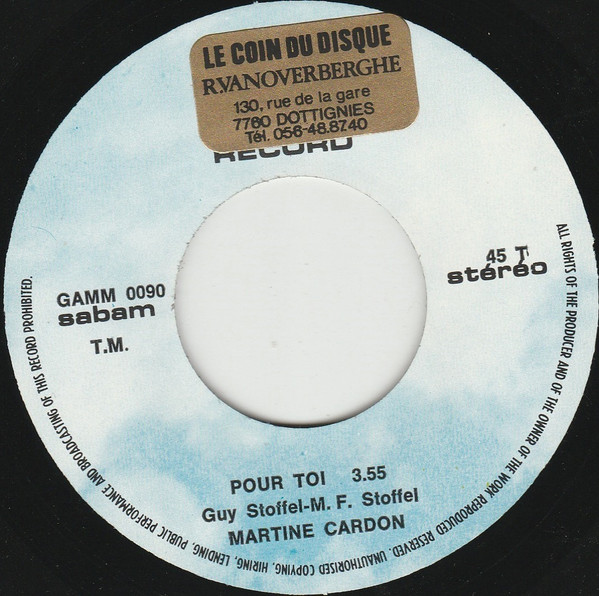 LE COIN DU DISQUE
R.VANOVERBERGHE
130, rue de la gare
7760 DOTTIGNIES
Tél. 056-48.87.40
RECORD
45 T
stéréo
GAMM 0090
sabam
T.M.
POUR TOI 3.55
Guy Stoffel-M. F. Stoffel
MARTINE CARDON
ALL RIGHTS OF THE PRODUCER AND OF THE OWNER OF THE WORK REPRODUCED RESERVED. UNAUTHORISED COPYING, HIRING, LENDING, PUBLIC PERFORMANCE AND BROADCASTING OF THIS RECORD PROHIBITED.